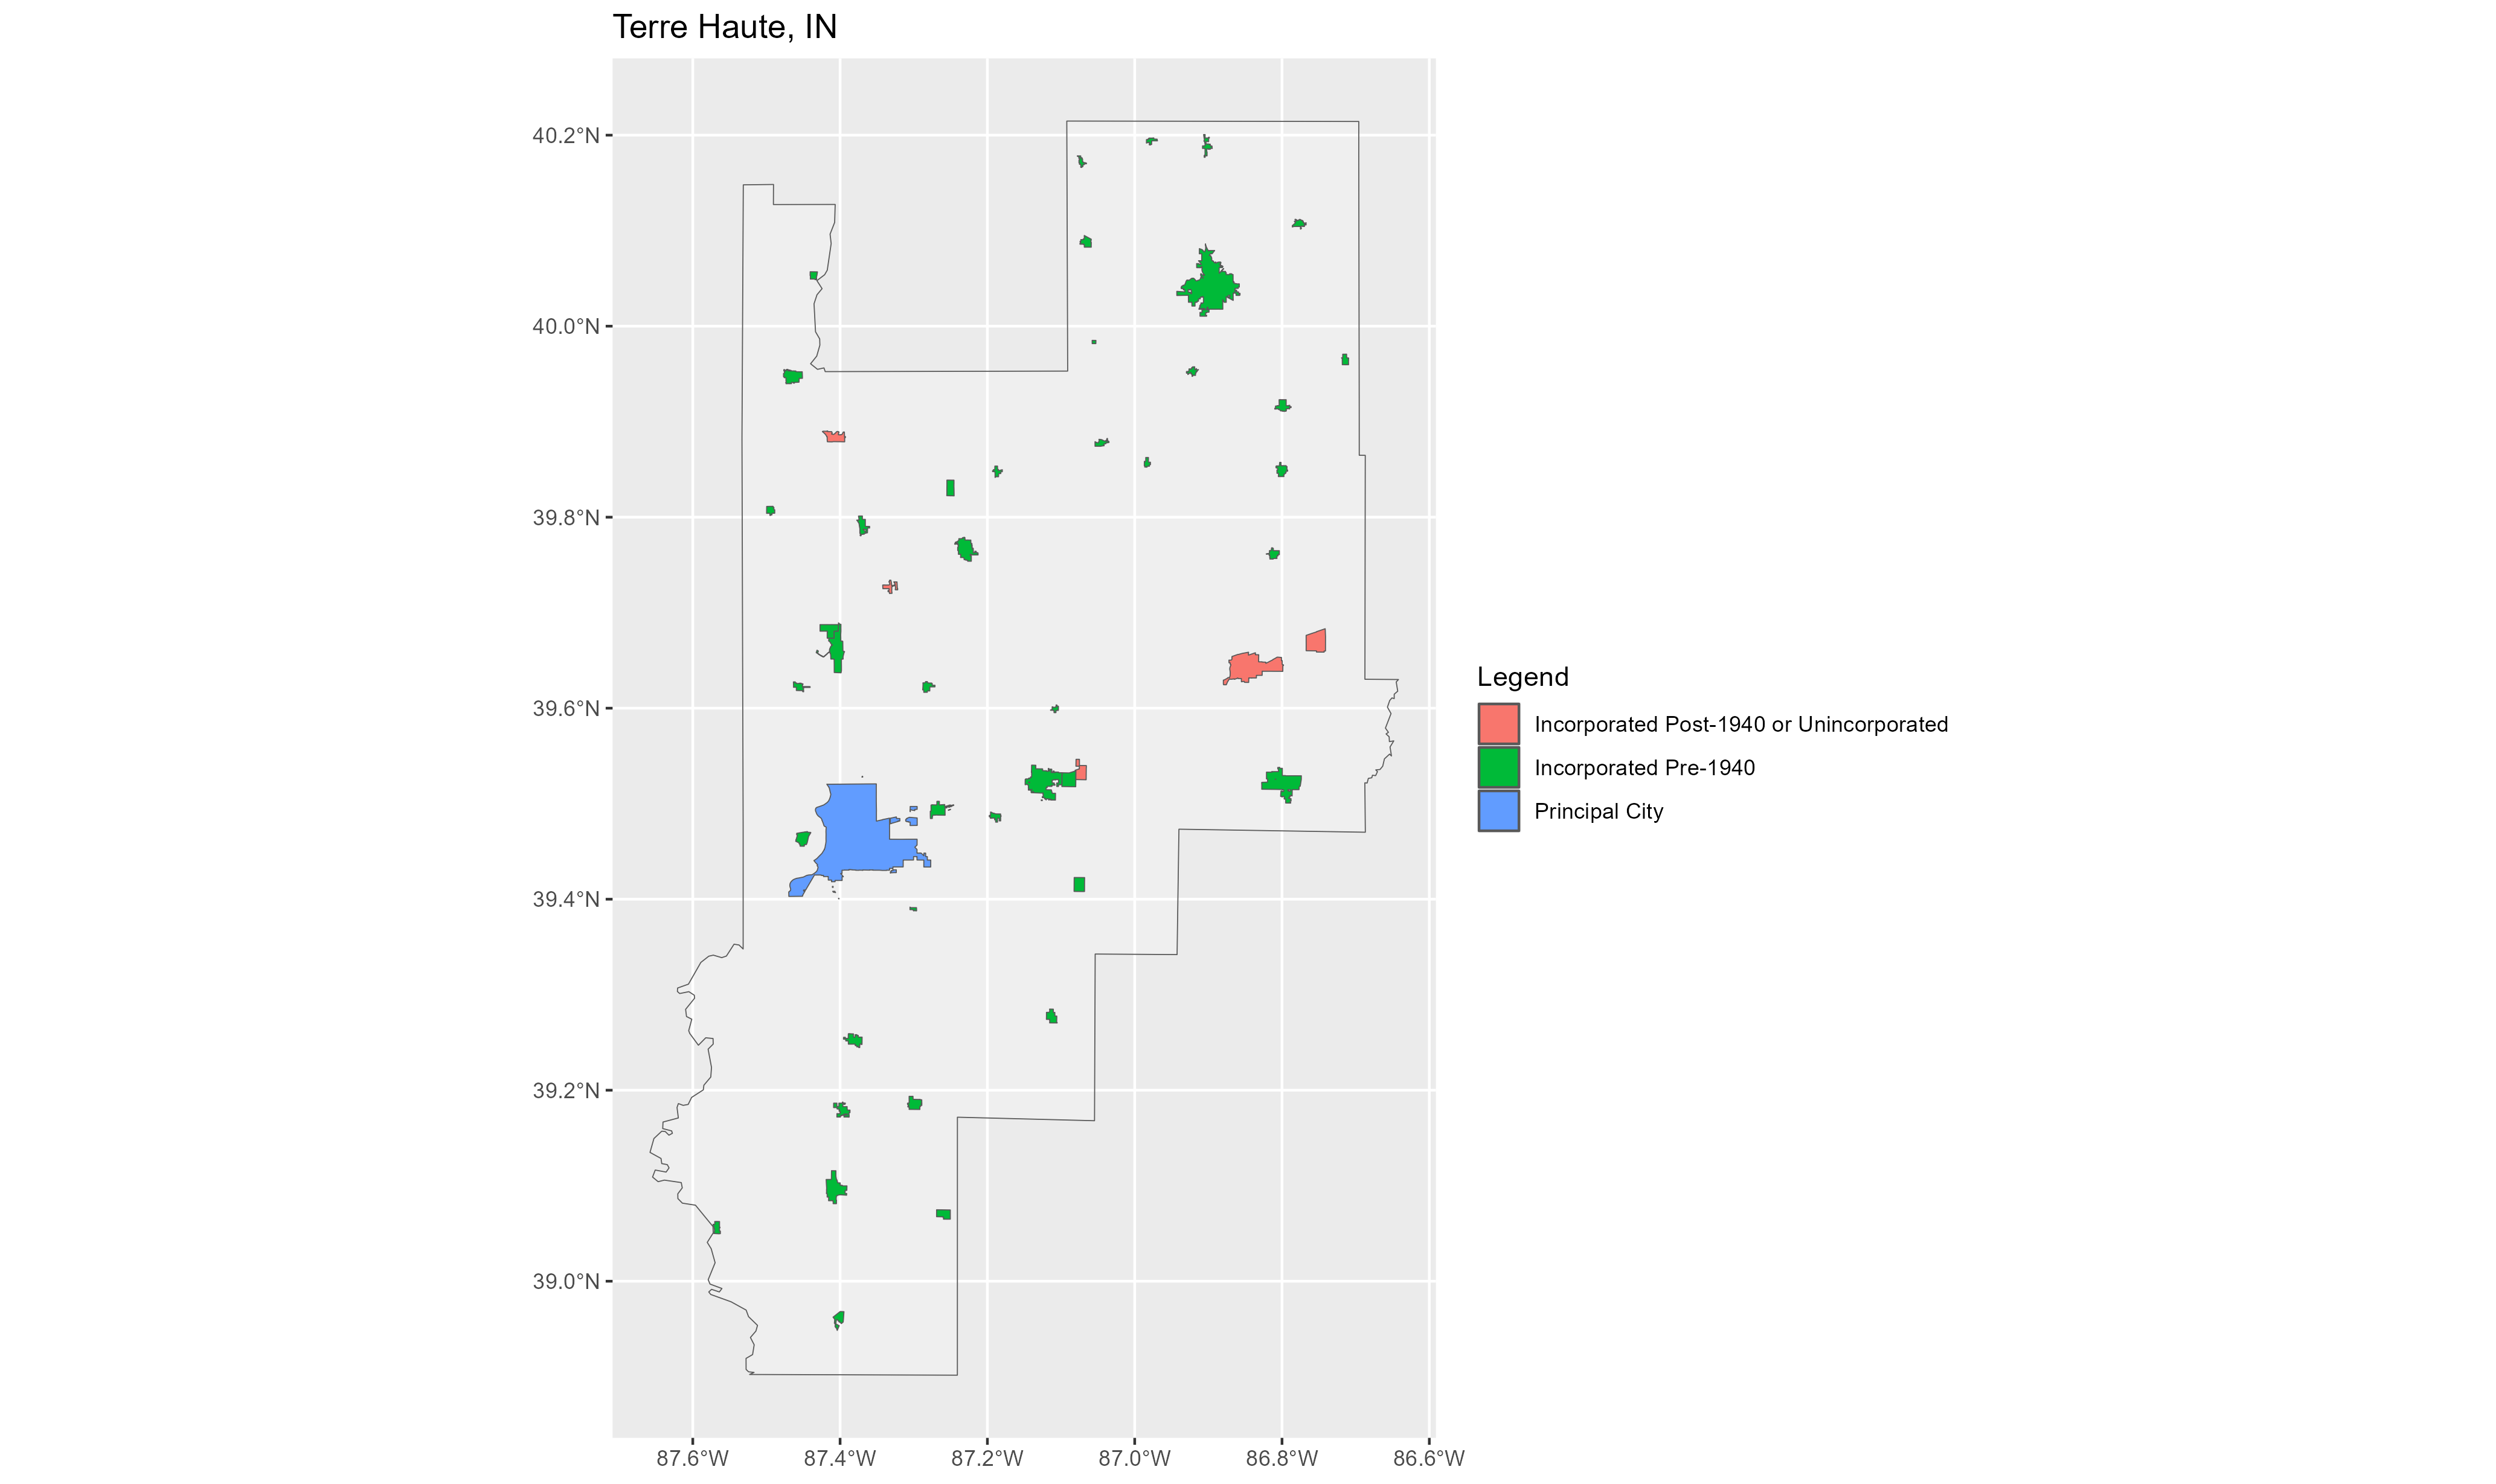 Terre Haute, IN
40.2°N
40.0°N
39.8°N
39.6°N
39.4°N
39.2°N
39.0°N
87.6°W 87.4°W 87.2°W 87.0°W 86.8°W 86.6°W
Legend
Incorporated Post-1940 or Unincorporated
Incorporated Pre-1940
Principal City